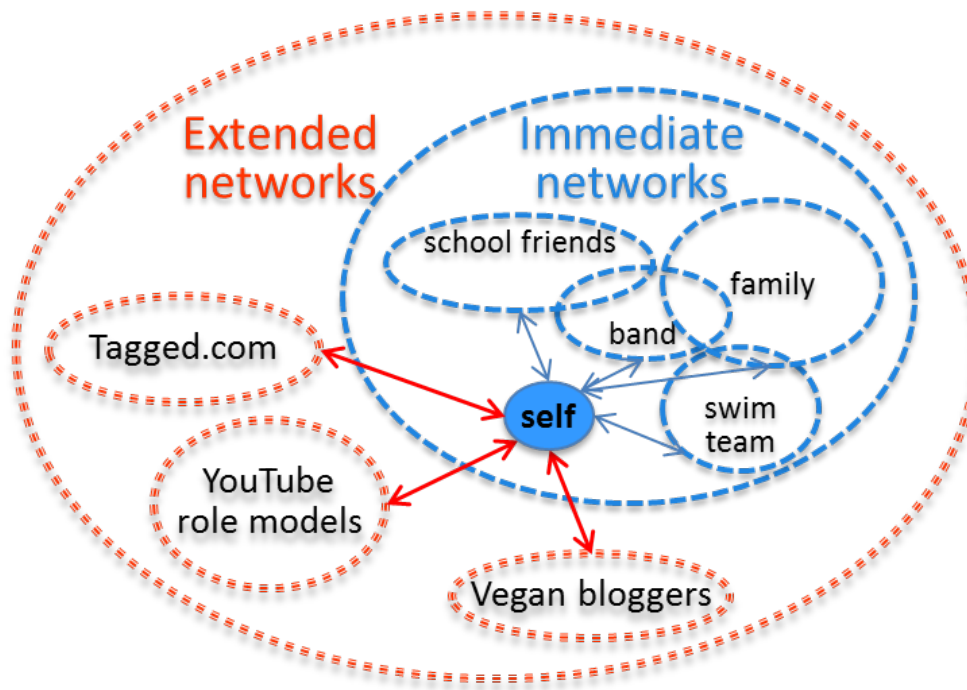 Extended
networks
Immediate
networks
school friends
family
band
Tagged.com
self
swim
team
YouTube
role models
Vegan bloggers